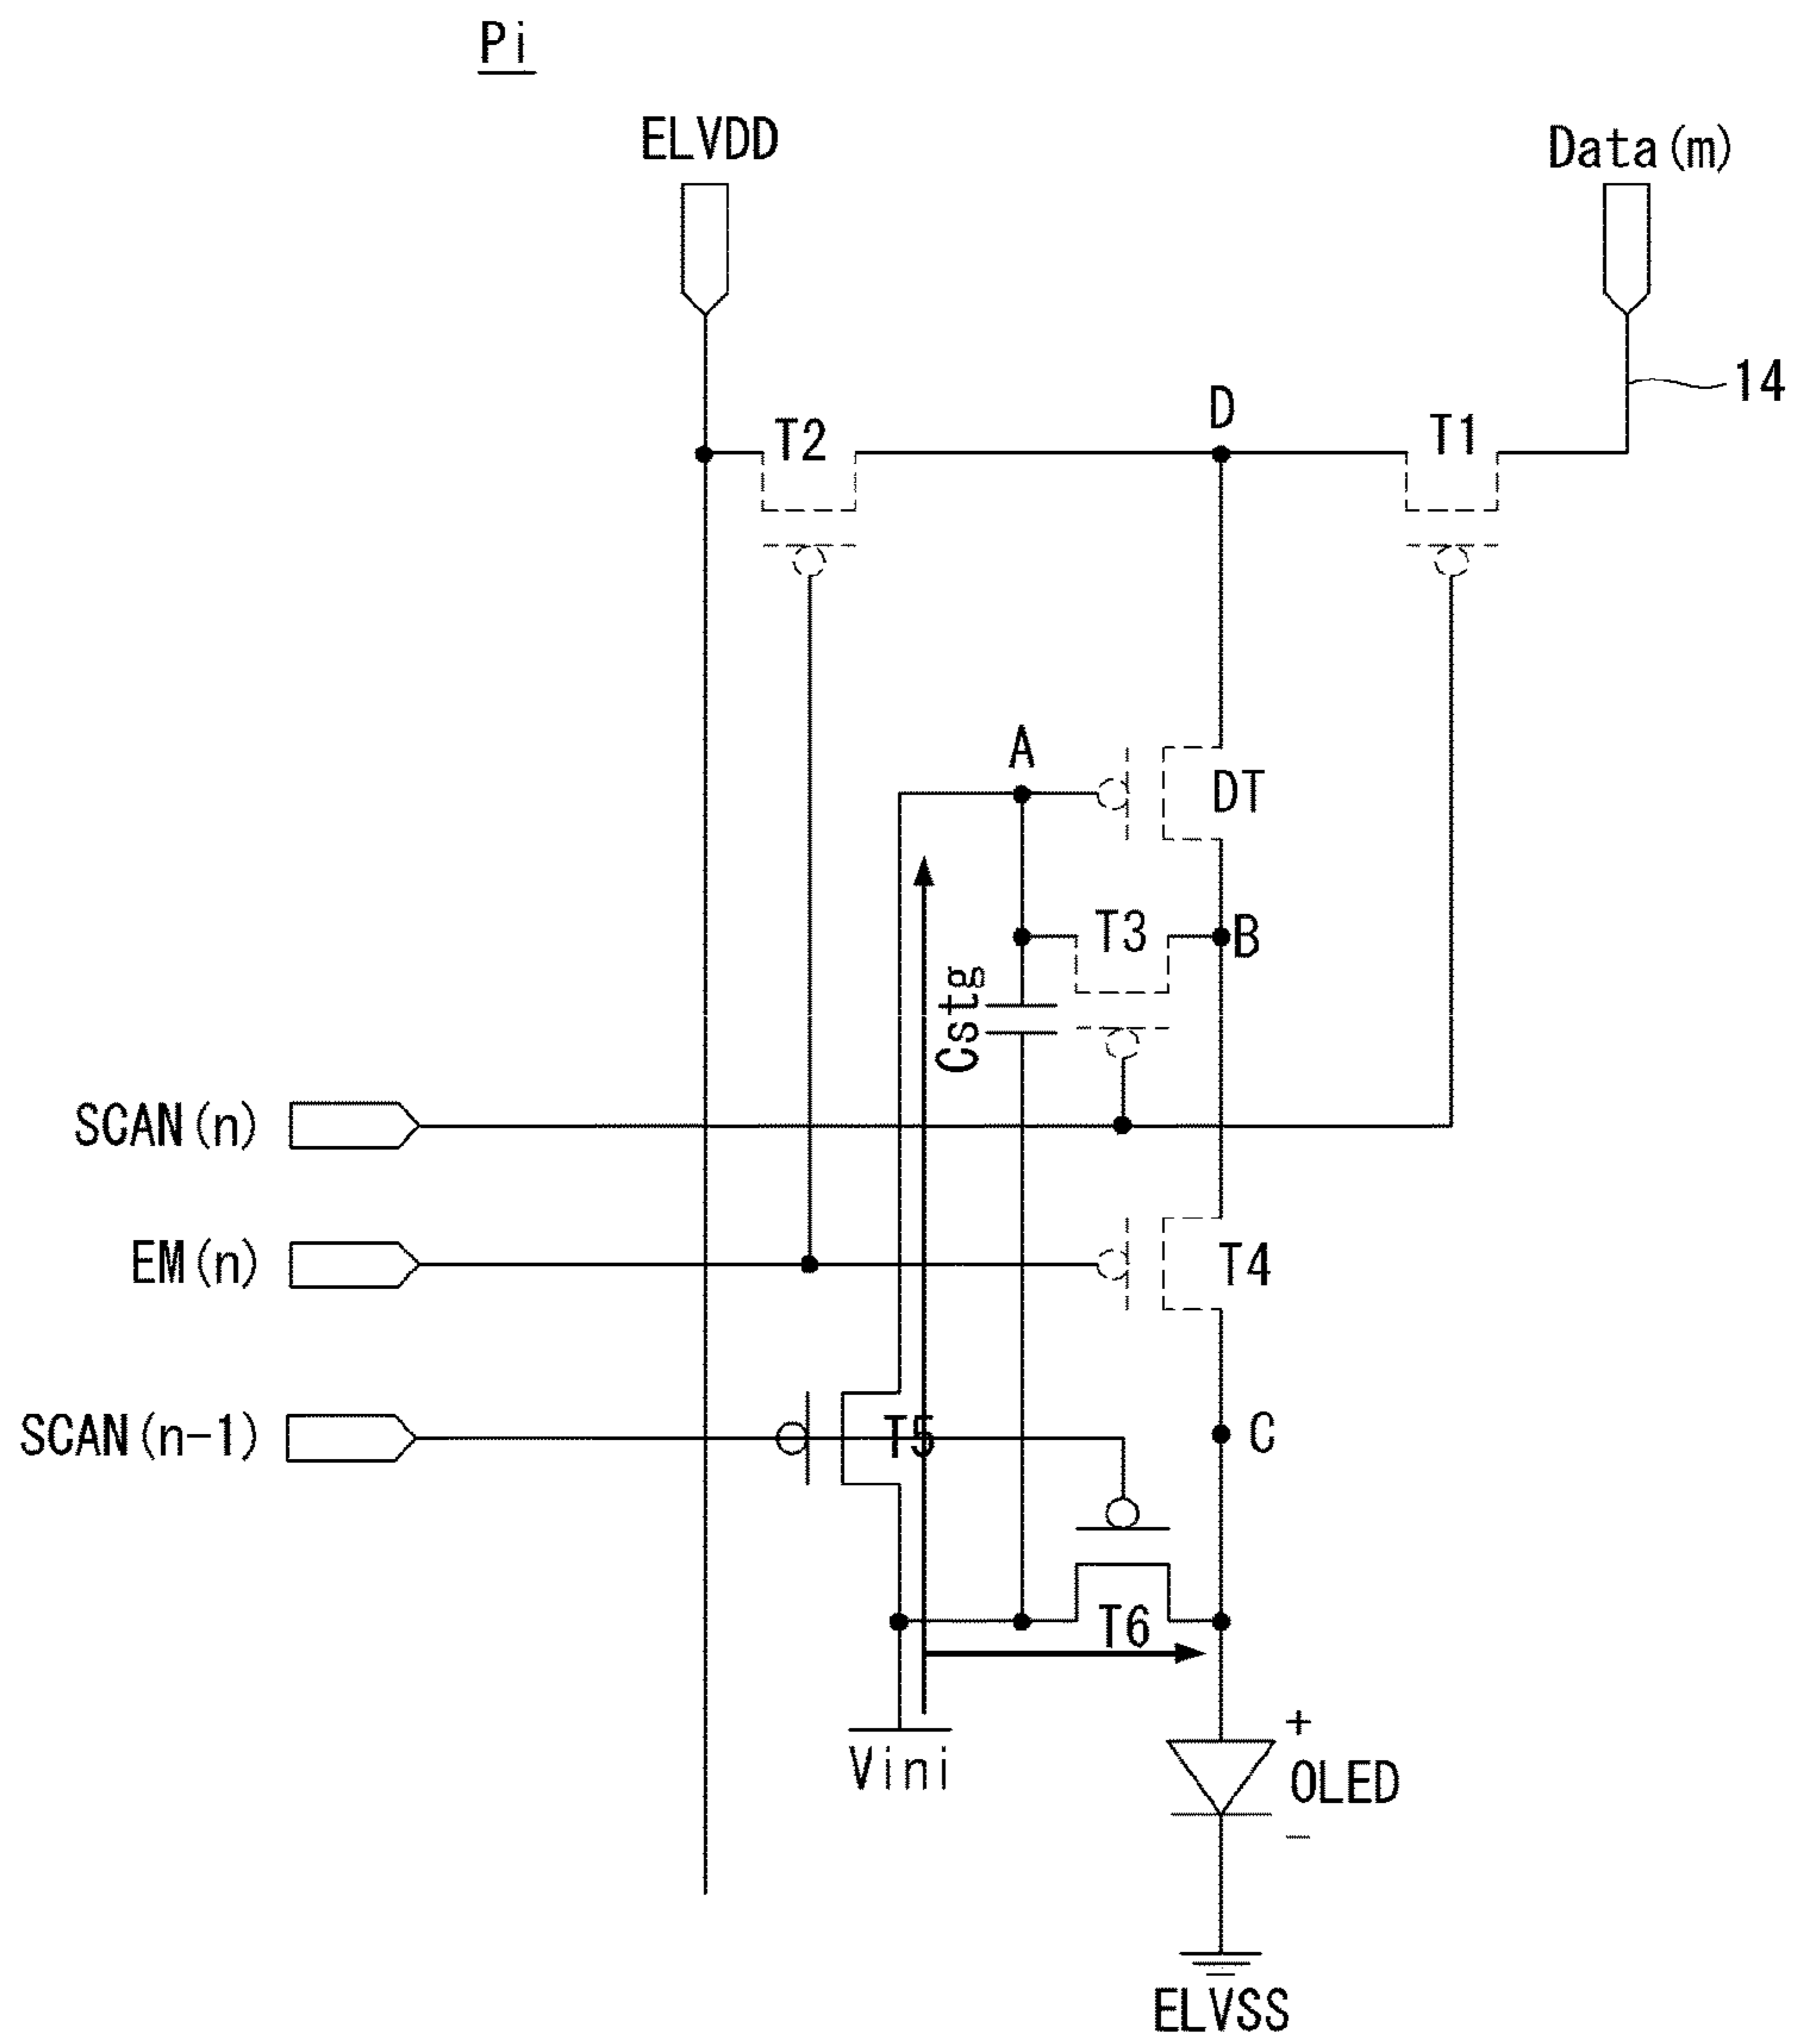 Pi
ELVDD
Data(m)
14
D
T2
T1
A
DT
T3
B
Cstg
SCAN(n)
EM(n)
T4
SCAN(n-1)
T5
C
T6
+
Vini
OLED
-
ELVSS